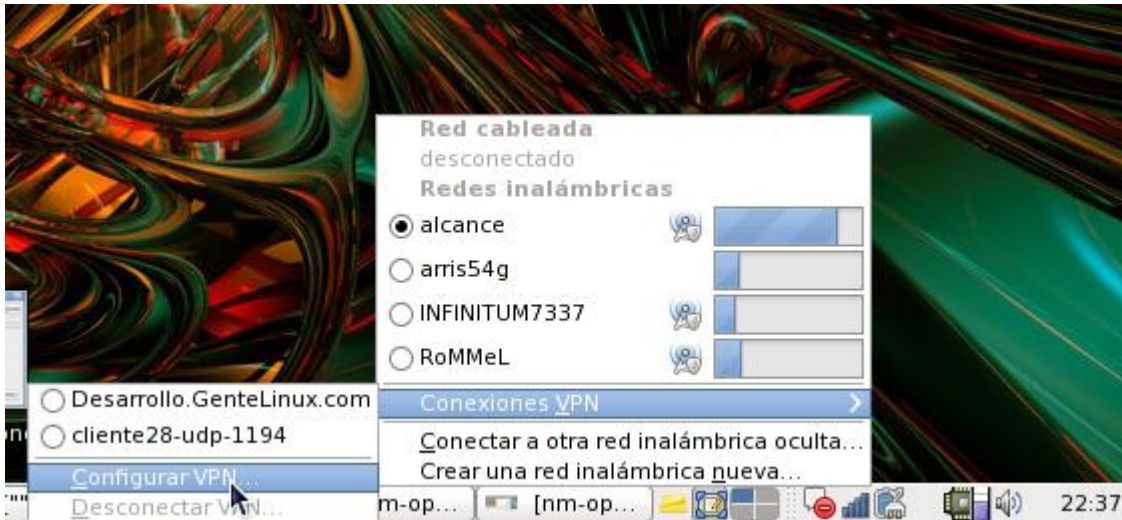 Red cableada
desconectado
Redes inalámbricas
alcance
arris54g
INFINITUM7337
RoMMeL
Conexiones VPN
Conectar a otra red inalámbrica oculta...
Crear una red inalámbrica nueva...
Desarrollo.GenteLinux.com
cliente28-udp-1194
Configurar VPN...
Desconectar VPN...
m-op... [nm-op... 22:37